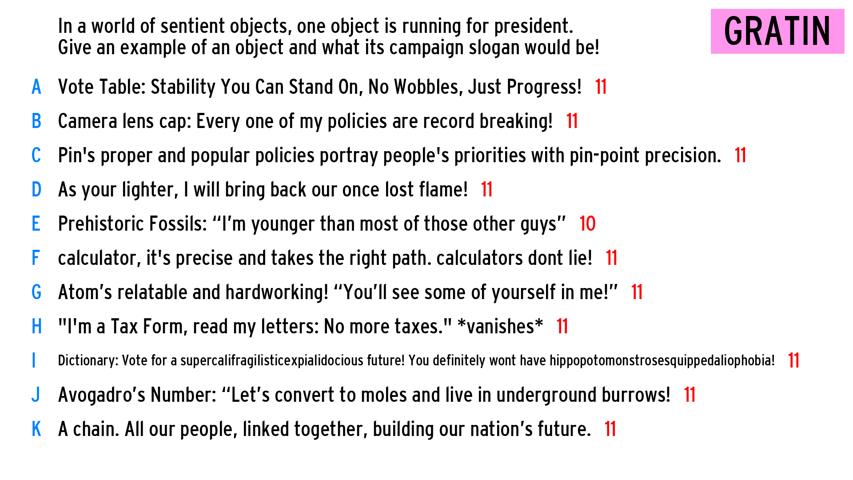 In a world of sentient objects, one object is running for president.
Give an example of an object and what its campaign slogan would be!
GRATIN
A Vote Table: Stability You Can Stand On, No Wobbles, Just Progress! 11
B Camera lens cap: Every one of my policies are record breaking! 11
C Pin's proper and popular policies portray people's priorities with pin-point precision. 11
D As your lighter, I will bring back our once lost flame! 11
E Prehistoric Fossils: “I’m younger than most of those other guys” 10
F calculator, it's precise and takes the right path. calculators dont lie! 11
G Atom’s relatable and hardworking! “You’ll see some of yourself in me!” 11
H "I'm a Tax Form, read my letters: No more taxes." *vanishes* 11
I Dictionary: Vote for a supercalifragilisticexpialidocious future! You definitely wont have hippopotomonstrosesquippedaliophobia! 11
J Avogadro’s Number: “Let’s convert to moles and live in underground burrows! 11
K A chain. All our people, linked together, building our nation’s future. 11